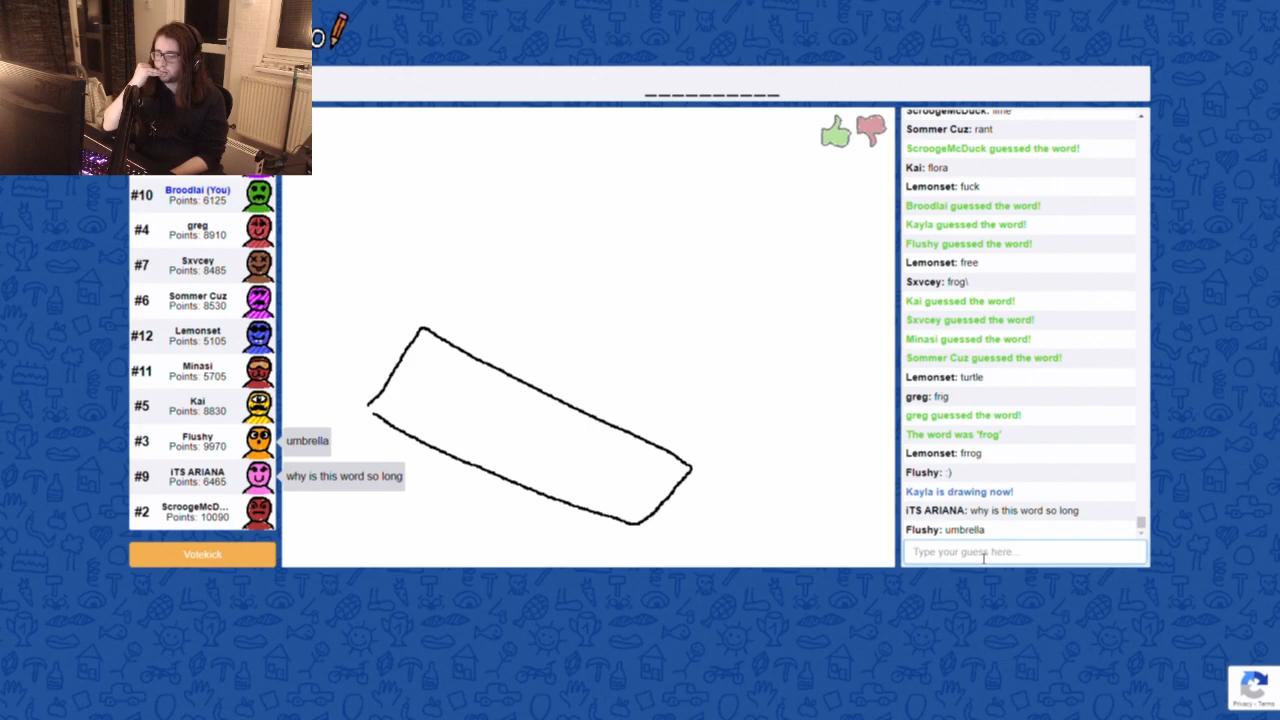 o
__________
ScroogeMcDuck: lime
Sommer Cuz: rant
ScroogeMcDuck guessed the word!
Kai: flora
Lemonset: fuck
Broodlai guessed the word!
Kayla guessed the word!
Flushy guessed the word!
Lemonset: free
Sxvcey: frog\
Kai guessed the word!
Sxvcey guessed the word!
Minasi guessed the word!
Sommer Cuz guessed the word!
Lemonset: turtle
greg: frig
greg guessed the word!
The word was 'frog'
Lemonset: frrog
Flushy: :)
Kayla is drawing now!
iTS ARIANA: why is this word so long
Flushy: umbrella
Type your guess here...
#10 Broodlai (You)
Points: 6125
#4 greg
Points: 8910
#7 Sxvcey
Points: 8485
#6 Sommer Cuz
Points: 8530
#12 Lemonset
Points: 5105
#11 Minasi
Points: 5705
#5 Kai
Points: 8830
#3 Flushy
Points: 9970
umbrella
#9 iTS ARIANA
Points: 6465
why is this word so long
#2 ScroogeMcD...
Points: 10090
Votekick
Privacy - Terms